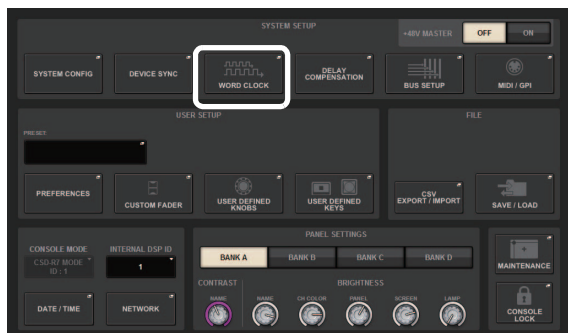 SYSTEM SETUP
+48V MASTER
OFF
ON
SYSTEM CONFIG
DEVICE SYNC
WORD CLOCK
DELAY
COMPENSATION
BUS SETUP
MIDI / GPI
USER SETUP
FILE
PRESET
PREFERENCES
CUSTOM FADER
USER DEFINED
KNOBS
USER DEFINED
KEYS
CSV
EXPORT / IMPORT
SAVE / LOAD
PANEL SETTINGS
CONSOLE MODE
INTERNAL DSP ID
CSD-R7 MODE
ID : 1
1
BANK A
BANK B
BANK C
BANK D
MAINTENANCE
CONTRAST
BRIGHTNESS
NAME
NAME
CH COLOR
PANEL
SCREEN
LAMP
DATE / TIME
NETWORK
CONSOLE
LOCK